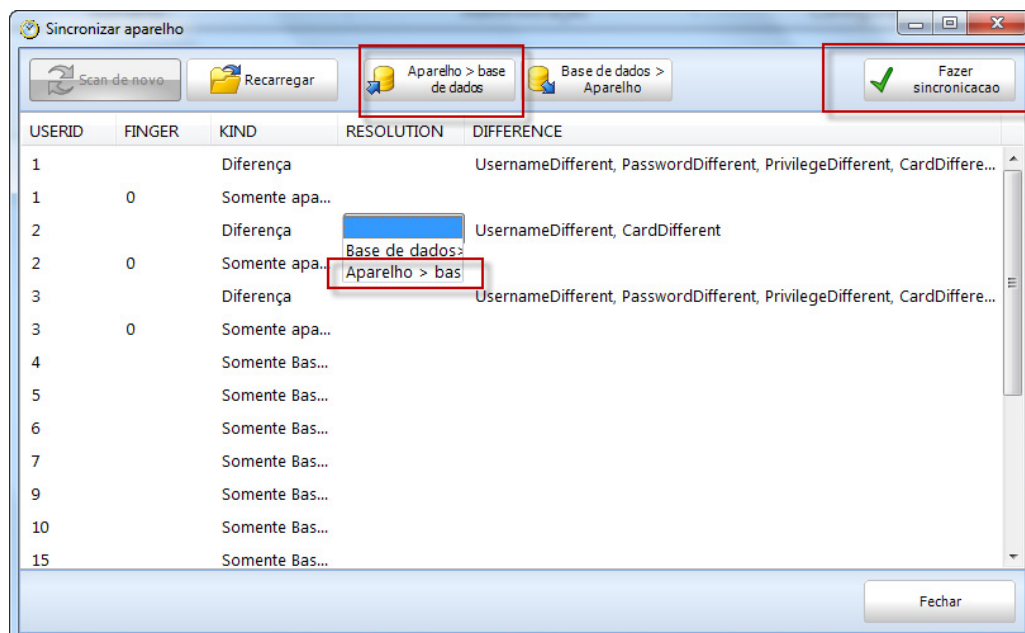 Sincronizar aparelho
Scan de novo
Recarregar
Aparelho > base
de dados
Base de dados >
Aparelho
Fazer
sincronicacao
USERID FINGER KIND RESOLUTION DIFFERENCE
1 Diferença UsernameDifferent, PasswordDifferent, PrivilegeDifferent, CardDiffere...
1 0 Somente apa...
2 Diferença UsernameDifferent, CardDifferent
Base de dados>
2 0 Somente apa...
Aparelho > bas
3 Diferença UsernameDifferent, PasswordDifferent, PrivilegeDifferent, CardDiffere...
3 0 Somente apa...
4 Somente Bas...
5 Somente Bas...
6 Somente Bas...
7 Somente Bas...
9 Somente Bas...
10 Somente Bas...
15 Somente Bas...
Fechar